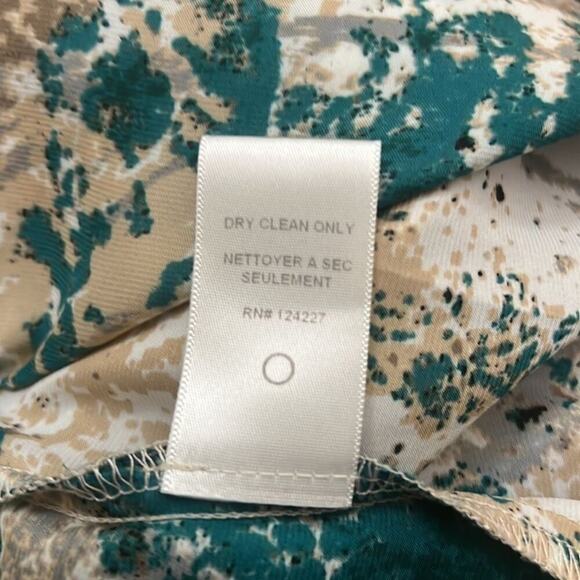 DRY CLEAN ONLY
NETTOYER A SEC
SEULEMENT
RN# 124227